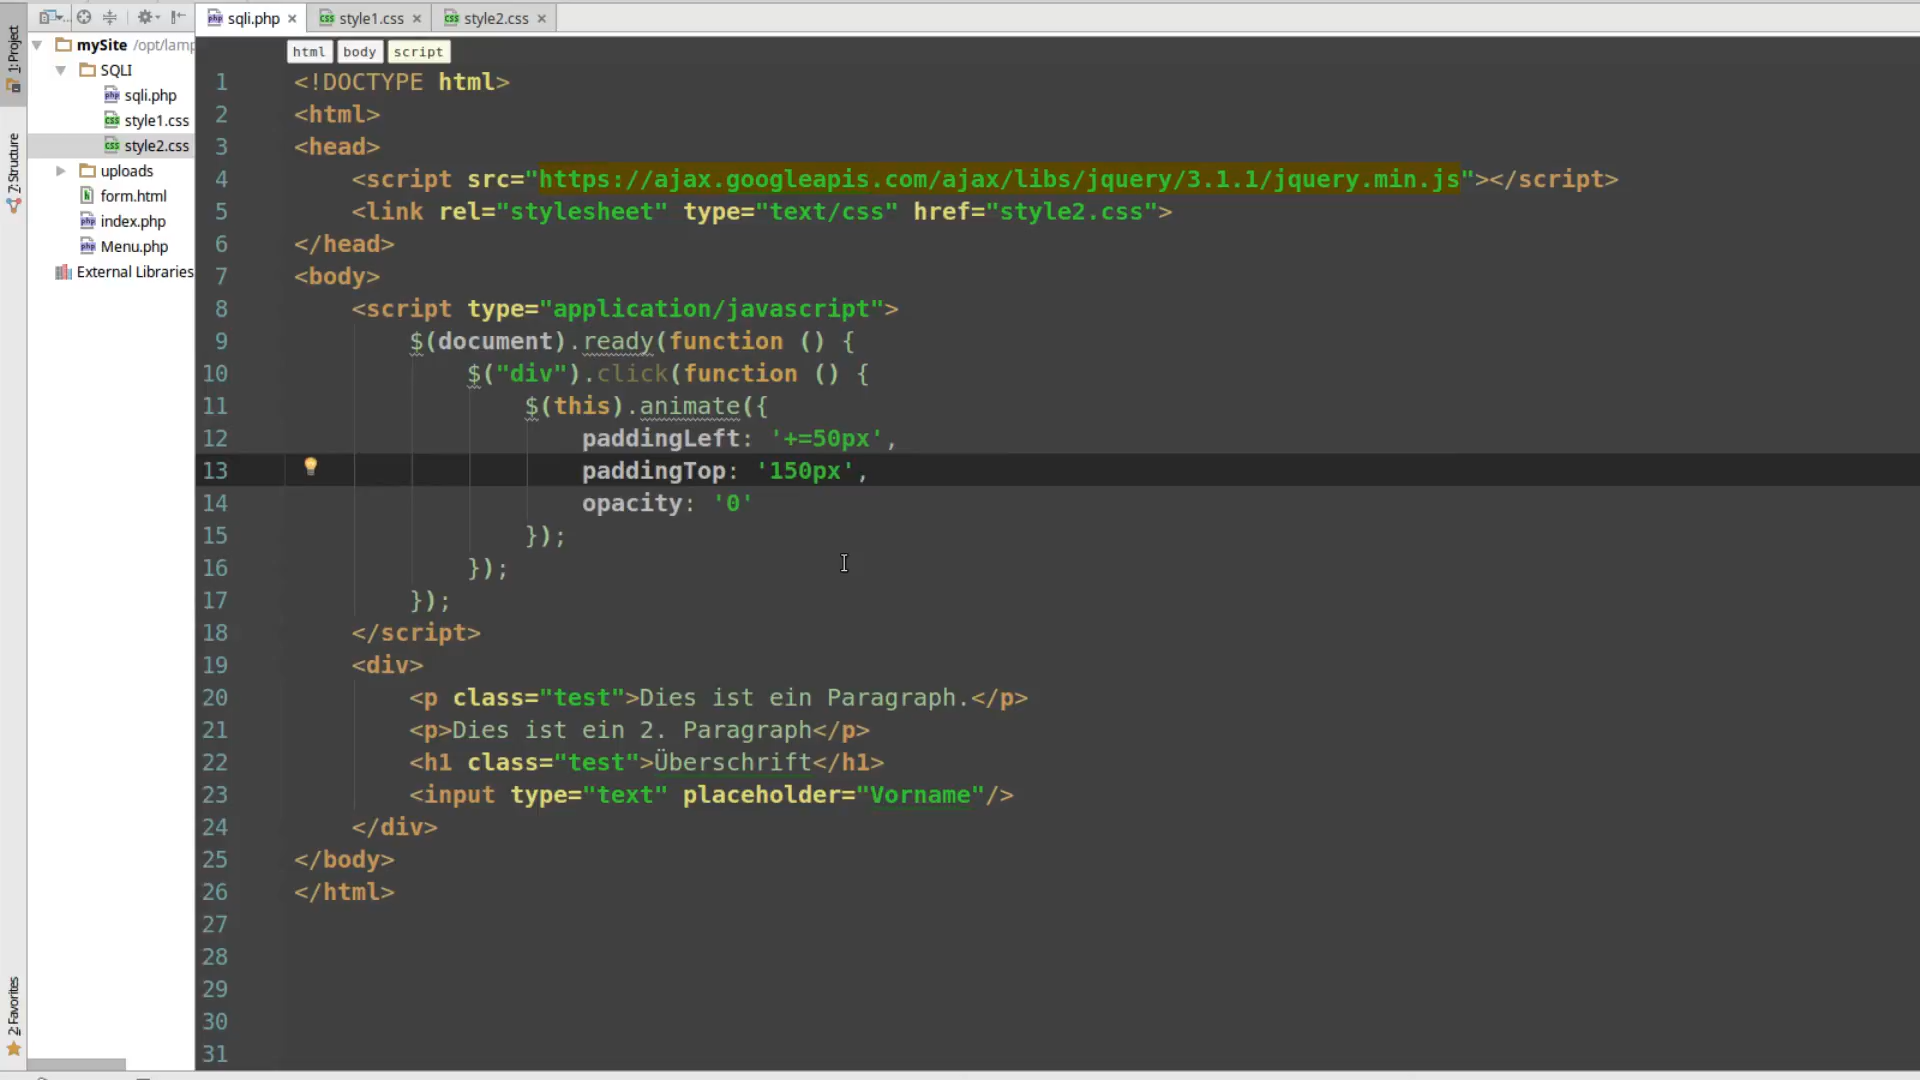 sqli.php
style1.css
style2.css
1: Project
7: Structure
2: Favorites
mySite /opt/lamp
SQLI
sqli.php
style1.css
style2.css
uploads
form.html
index.php
Menu.php
External Libraries
html body script
1 <!DOCTYPE html>
2 <html>
3 <head>
4 <script src="https://ajax.googleapis.com/ajax/libs/jquery/3.1.1/jquery.min.js"></script>
5 <link rel="stylesheet" type="text/css" href="style2.css">
6 </head>
7 <body>
8 <script type="application/javascript">
9 $(document).ready(function () {
10 $("div").click(function () {
11 $(this).animate({
12 paddingLeft: '+=50px',
13 paddingTop: '150px',
14 opacity: '0'
15 });
16 });
17 });
18 </script>
19 <div>
20 <p class="test">Dies ist ein Paragraph.</p>
21 <p>Dies ist ein 2. Paragraph</p>
22 <h1 class="test">Überschrift</h1>
23 <input type="text" placeholder="Vorname"/>
24 </div>
25 </body>
26 </html>
27
28
29
30
31